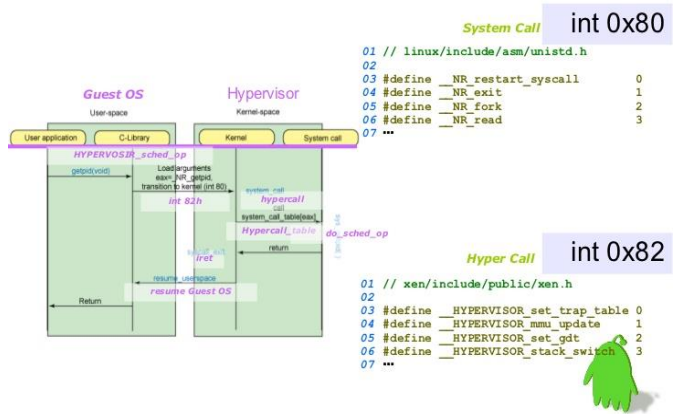 System Call
int 0x80
01 // linux/include/asm/unistd.h
02
03 #define __NR_restart_syscall 0
04 #define __NR_exit 1
05 #define __NR_fork 2
06 #define __NR_read 3
07 …
Guest OS
Hypervisor
User-space
Kernel-space
User application
C-Library
Kernel
System call
HYPERVOSIR_sched_op
getpid(void)
Load arguments
eax=_NR_getpid,
transition to kernel (int 80)
int 82h
system_call
hypercall
call
system_call_table[eax]
Hypercall_table
do_sched_op
return
syscall_exit
iret
resume_userspace
resume Guest OS
Return
Hyper Call
int 0x82
01 // xen/include/public/xen.h
02
03 #define __HYPERVISOR_set_trap_table 0
04 #define __HYPERVISOR_mmu_update 1
05 #define __HYPERVISOR_set_gdt 2
06 #define __HYPERVISOR_stack_switch 3
07 …